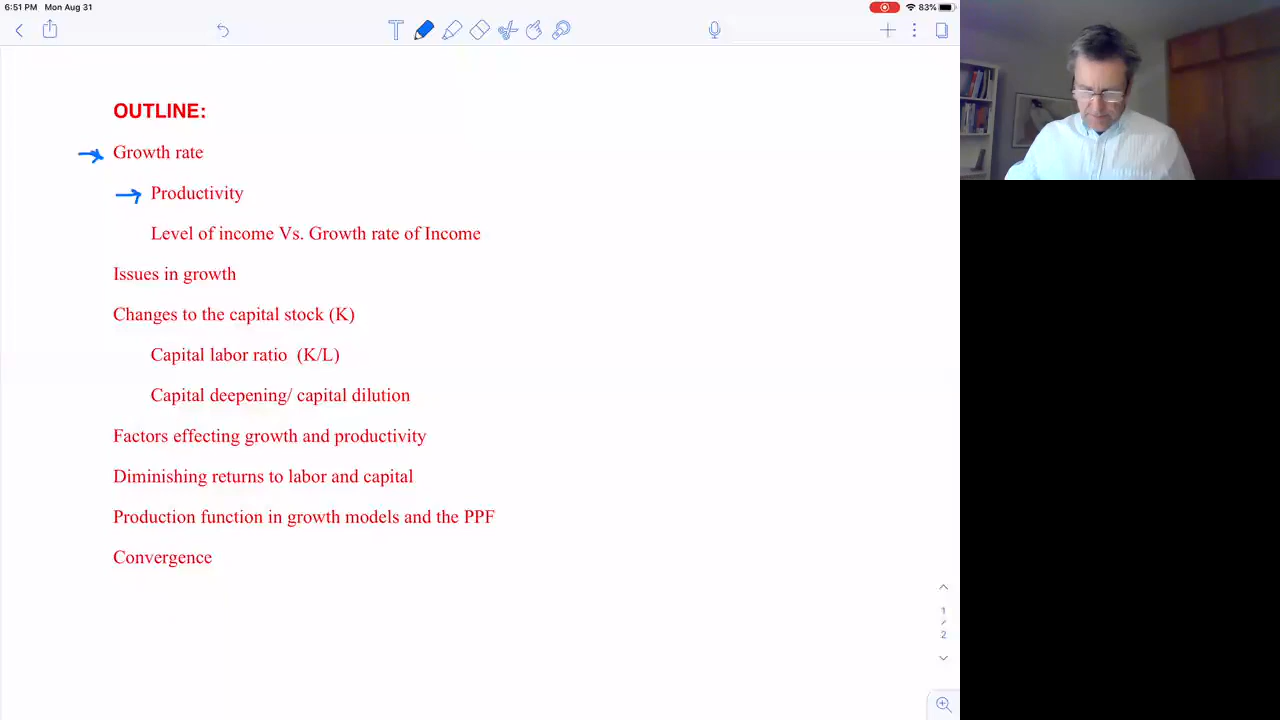 6:51 PM Mon Aug 31
83%
T
OUTLINE:
Growth rate
Productivity
Level of income Vs. Growth rate of Income
Issues in growth
Changes to the capital stock (K)
Capital labor ratio (K/L)
Capital deepening/ capital dilution
Factors effecting growth and productivity
Diminishing returns to labor and capital
Production function in growth models and the PPF
Convergence
1
/
2